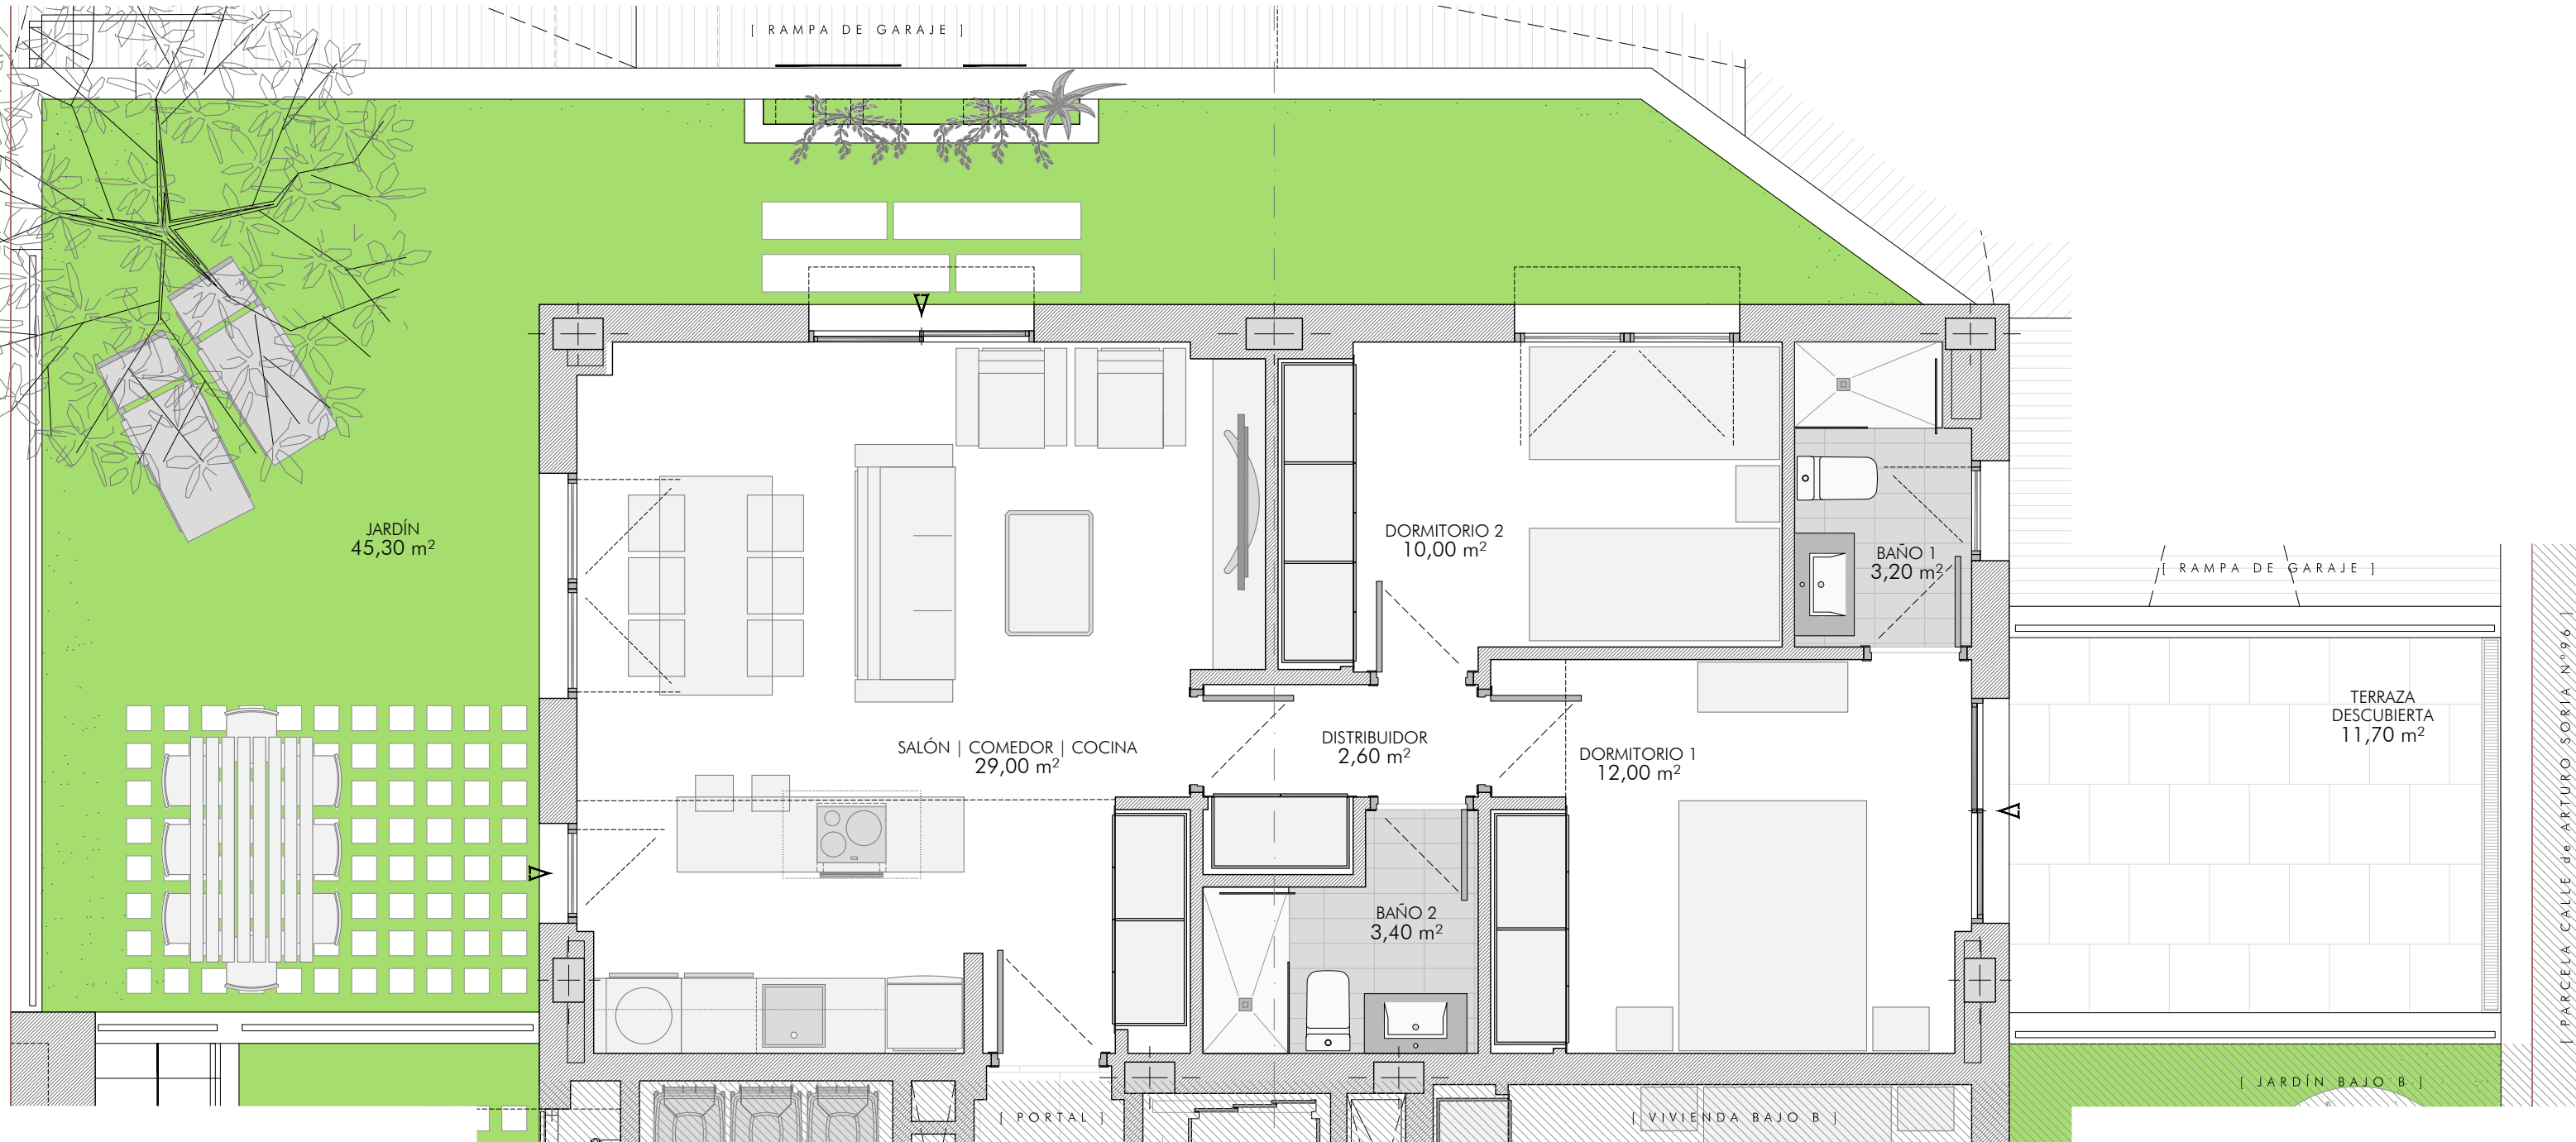 [ RAMPA DE GARAJE ]
JARDÍN
45,30 m²
DORMITORIO 2
10,00 m²
BAÑO 1
3,20 m²
[ RAMPA DE GARAJE ]
TERRAZA
DESCUBIERTA
11,70 m²
SALÓN | COMEDOR | COCINA
29,00 m²
DISTRIBUIDOR
2,60 m²
DORMITORIO 1
12,00 m²
BAÑO 2
3,40 m²
[ PARCELA CALLE de ARTURO SORIA Nº96 ]
[ JARDÍN BAJO B ]
[ PORTAL ]
[ VIVIENDA BAJO B ]